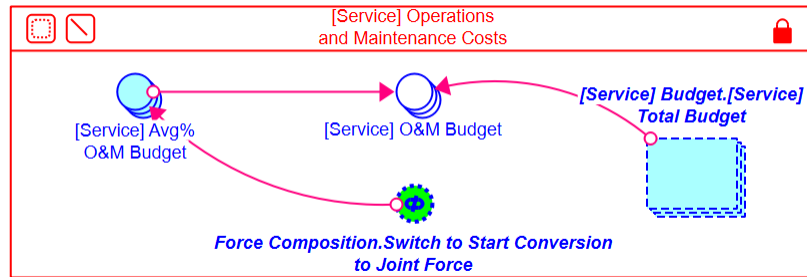 [Service] Operations
and Maintenance Costs
[Service] Budget.[Service]
Total Budget
[Service] Avg%
O&M Budget
[Service] O&M Budget
Force Composition.Switch to Start Conversion
to Joint Force